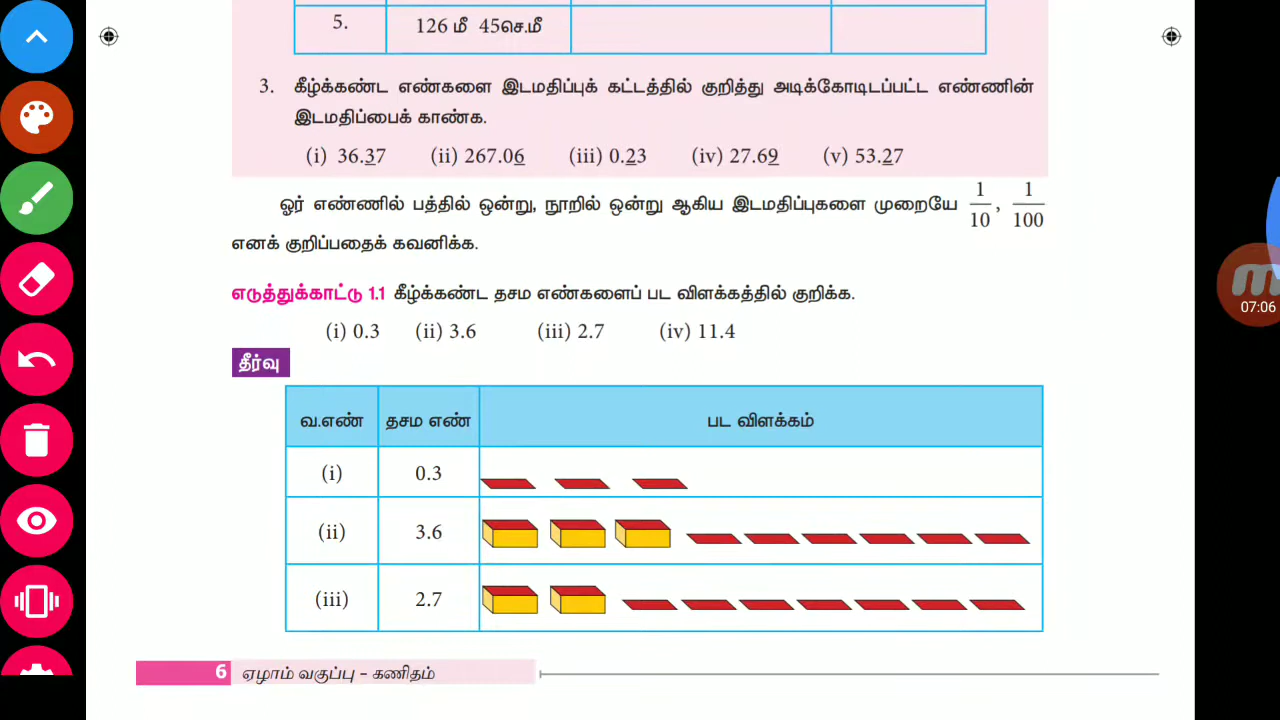 5. 126 மீ 45செ.மீ
3. கீழ்க்கண்ட எண்களை இடமதிப்புக் கட்டத்தில் குறித்து அடிக்கோடிடப்பட்ட எண்ணின்
இடமதிப்பைக் காண்க.
(i) 36.37 (ii) 267.06 (iii) 0.23 (iv) 27.69 (v) 53.27
ஓர் எண்ணில் பத்தில் ஒன்று, நூறில் ஒன்று ஆகிய இடமதிப்புகளை முறையே 1/10, 1/100
எனக் குறிப்பதைக் கவனிக்க.
எடுத்துக்காட்டு 1.1 கீழ்க்கண்ட தசம எண்களைப் பட விளக்கத்தில் குறிக்க.
(i) 0.3 (ii) 3.6 (iii) 2.7 (iv) 11.4
தீர்வு
வ.எண் தசம எண் பட விளக்கம்
(i) 0.3
(ii) 3.6
(iii) 2.7
6 ஏழாம் வகுப்பு – கணிதம்
07:06